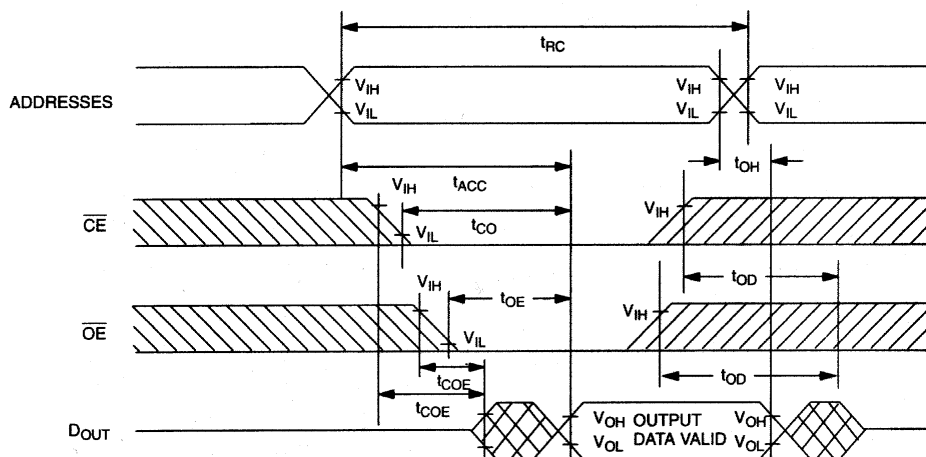 tRC
ADDRESSES
VIH VIH VIH
VIL VIL VIL
tOH
tACC
VIH VIH
CE
tCO
VIL
tOD
tOE
VIH VIH
OE
VIL
tCOE tOD
tCOE
DOUT
VOH OUTPUT VOH
VOL DATA VALID VOL